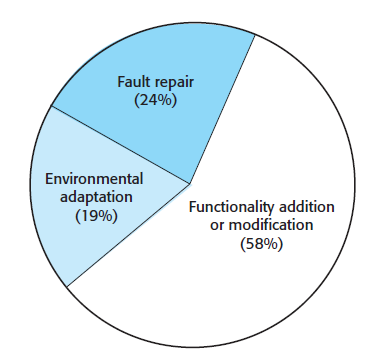 Fault repair
(24%)
Environmental
adaptation
(19%)
Functionality addition
or modification
(58%)